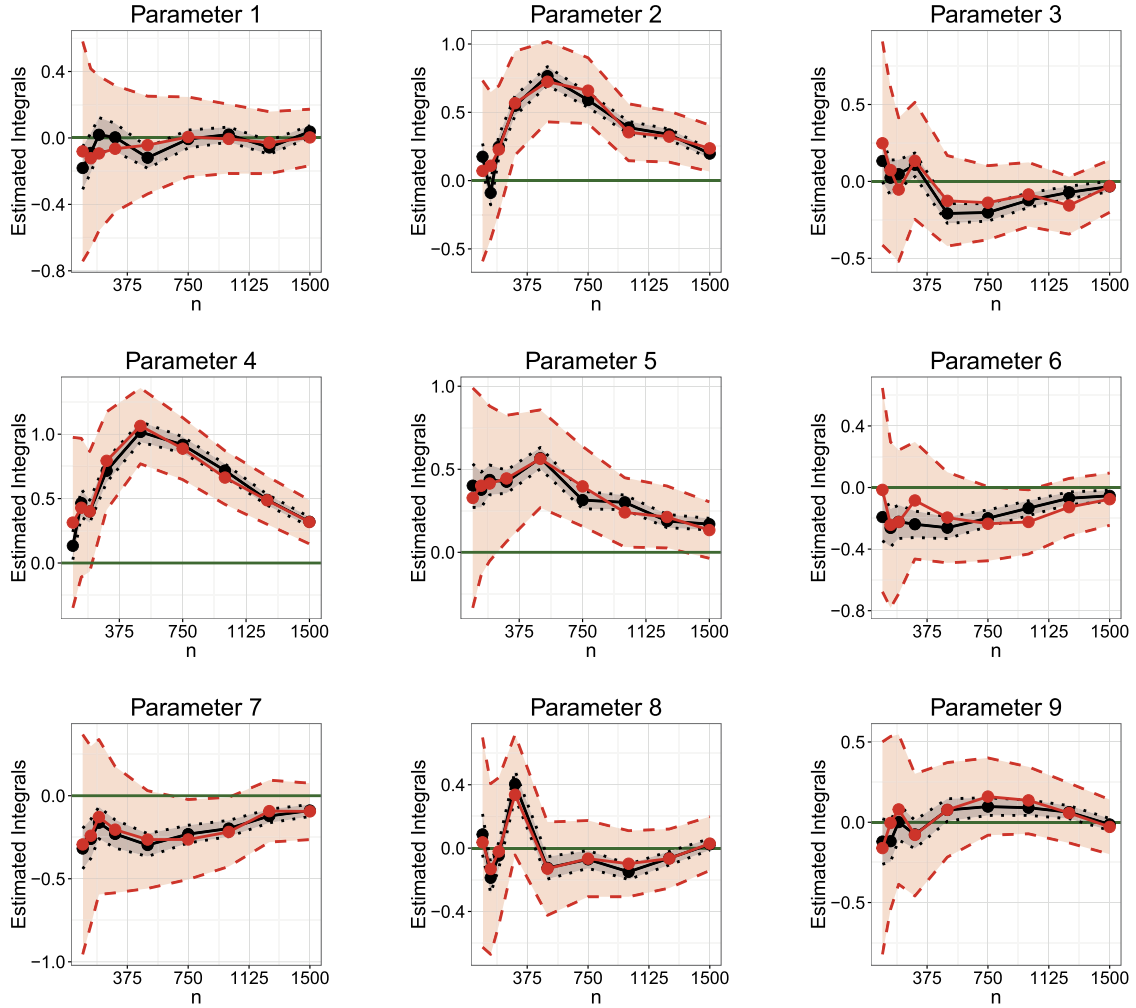 Parameter 1
Estimated Integrals
0.4
0.0
−0.4
−0.8
375 750 1125 1500
n
Parameter 2
Estimated Integrals
1.0
0.5
0.0
−0.5
375 750 1125 1500
n
Parameter 3
Estimated Integrals
0.5
0.0
−0.5
375 750 1125 1500
n
Parameter 4
Estimated Integrals
1.0
0.5
0.0
375 750 1125 1500
n
Parameter 5
Estimated Integrals
1.0
0.5
0.0
375 750 1125 1500
n
Parameter 6
Estimated Integrals
0.4
0.0
−0.4
−0.8
375 750 1125 1500
n
Parameter 7
Estimated Integrals
0.0
−0.5
−1.0
375 750 1125 1500
n
Parameter 8
Estimated Integrals
0.4
0.0
−0.4
375 750 1125 1500
n
Parameter 9
Estimated Integrals
0.5
0.0
−0.5
375 750 1125 1500
n